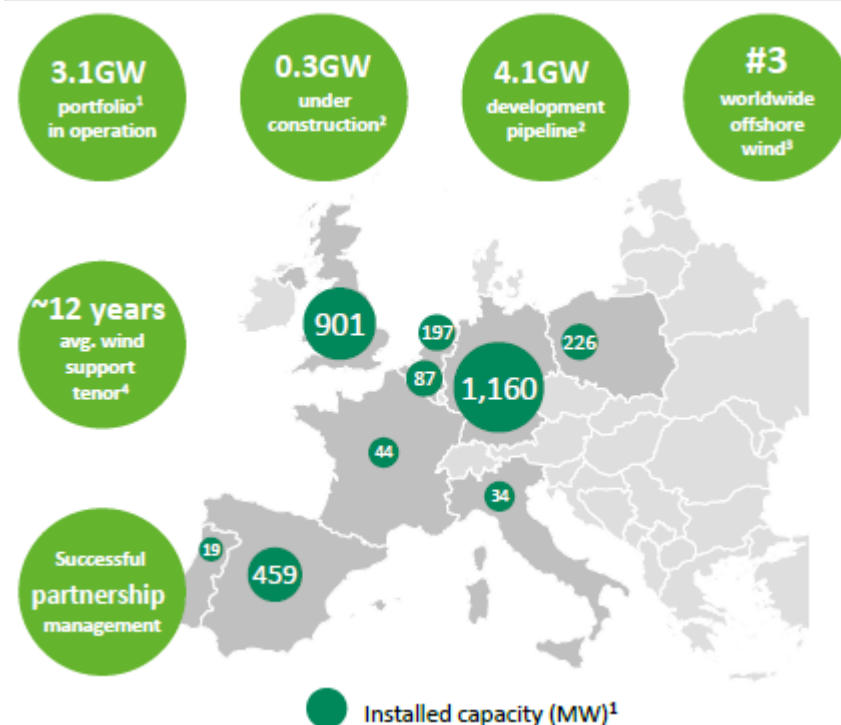 3.1GW
portfolio¹
in operation
0.3GW
under
construction²
4.1GW
development
pipeline²
#3
worldwide
offshore
wind³
~12 years
avg. wind
support
tenor⁴
901
197
226
87
1,160
44
34
Successful
partnership
management
19
459
Installed capacity (MW)¹